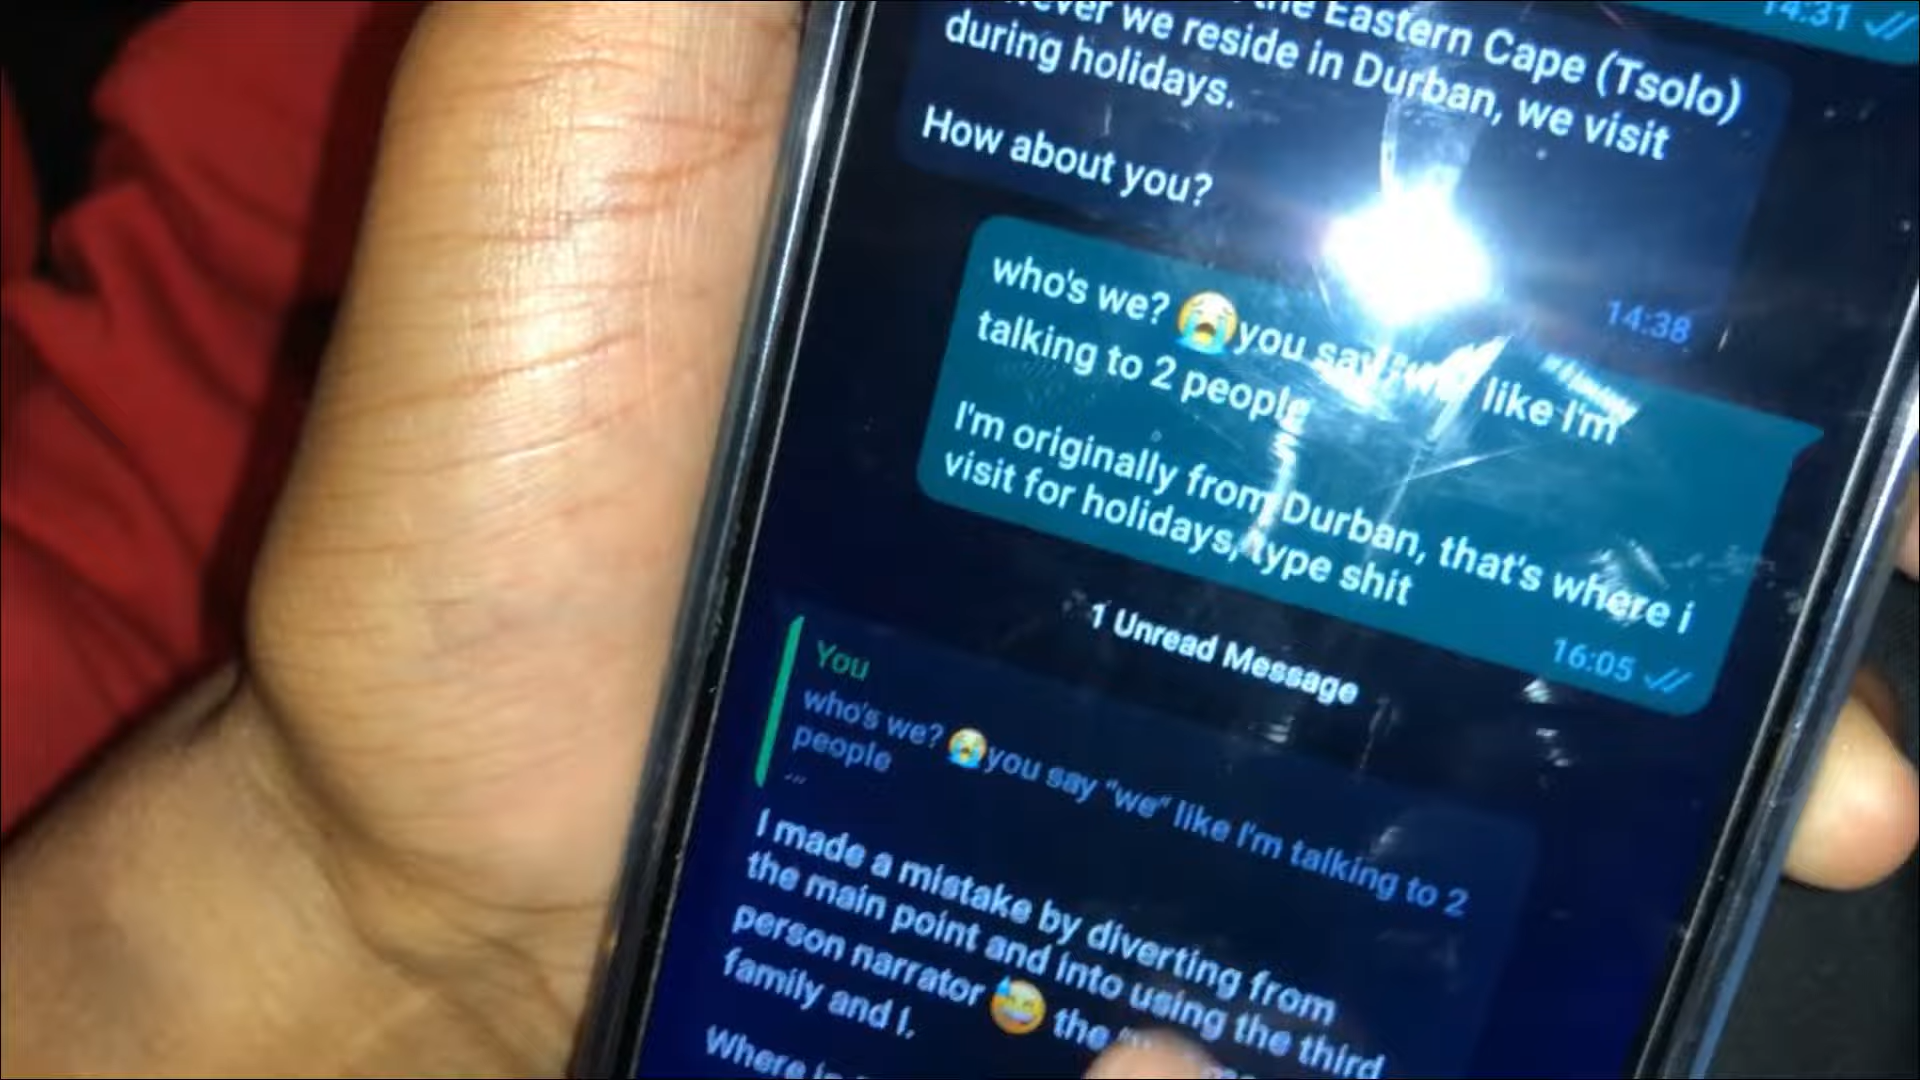 14:31
the Eastern Cape (Tsolo)
we reside in Durban, we visit
during holidays.
How about you?
14:38
who's we? 😭you say "we" like I'm
talking to 2 people
I'm originally from Durban, that's where i
visit for holidays, type shit
16:05
1 Unread Message
You
who's we? 😭you say "we" like I'm talking to 2
people
...
I made a mistake by diverting from
the main point and into using the third
person narrator 😅 the
family and I,
Where